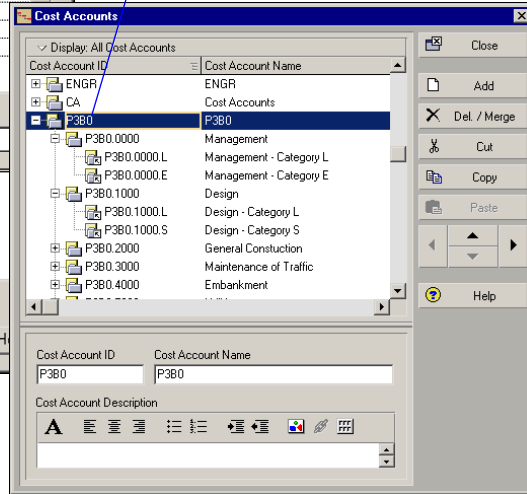 Cost Accounts
Display: All Cost Accounts
Close
Cost Account ID Cost Account Name
ENGR ENGR
Add
CA Cost Accounts
P3B0 P3B0
Del. / Merge
P3B0.0000 Management
Cut
P3B0.0000.L Management - Category L
P3B0.0000.E Management - Category E
Copy
P3B0.1000 Design
P3B0.1000.L Design - Category L
Paste
P3B0.1000.S Design - Category S
P3B0.2000 General Constuction
P3B0.3000 Maintenance of Traffic
P3B0.4000 Embankment
Help
Cost Account ID Cost Account Name
P3B0 P3B0
Cost Account Description
A